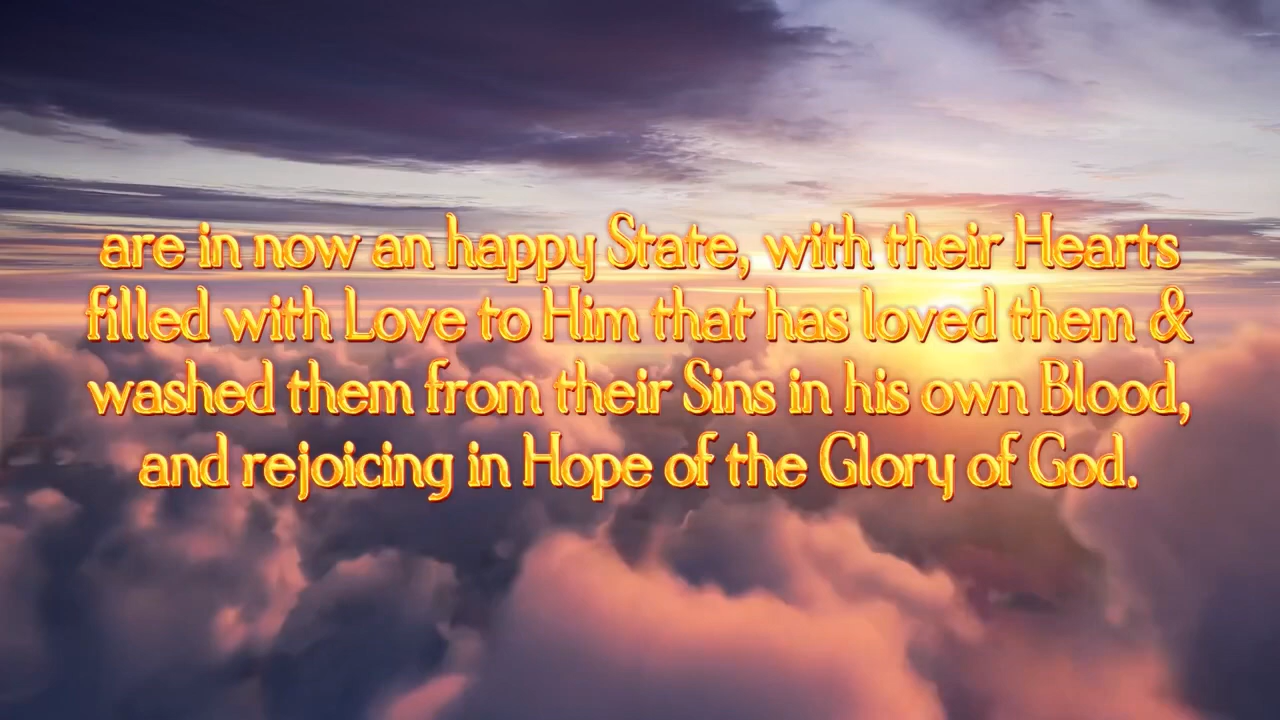 are in now an happy State, with their Hearts
filled with Love to Him that has loved them &
washed them from their Sins in his own Blood,
and rejoicing in Hope of the Glory of God.